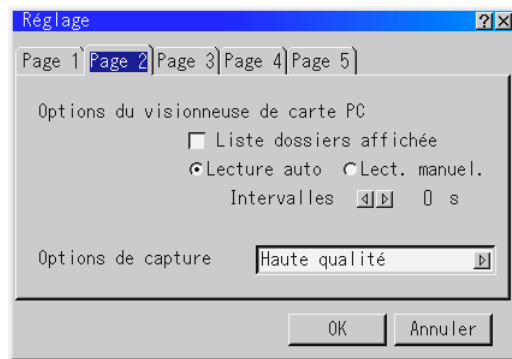 Réglage
Page 1 Page 2 Page 3 Page 4 Page 5
Options du visionneuse de carte PC
Liste dossiers affichée
Lecture auto Lect. manuel.
Intervalles 0 s
Options de capture Haute qualité
OK Annuler